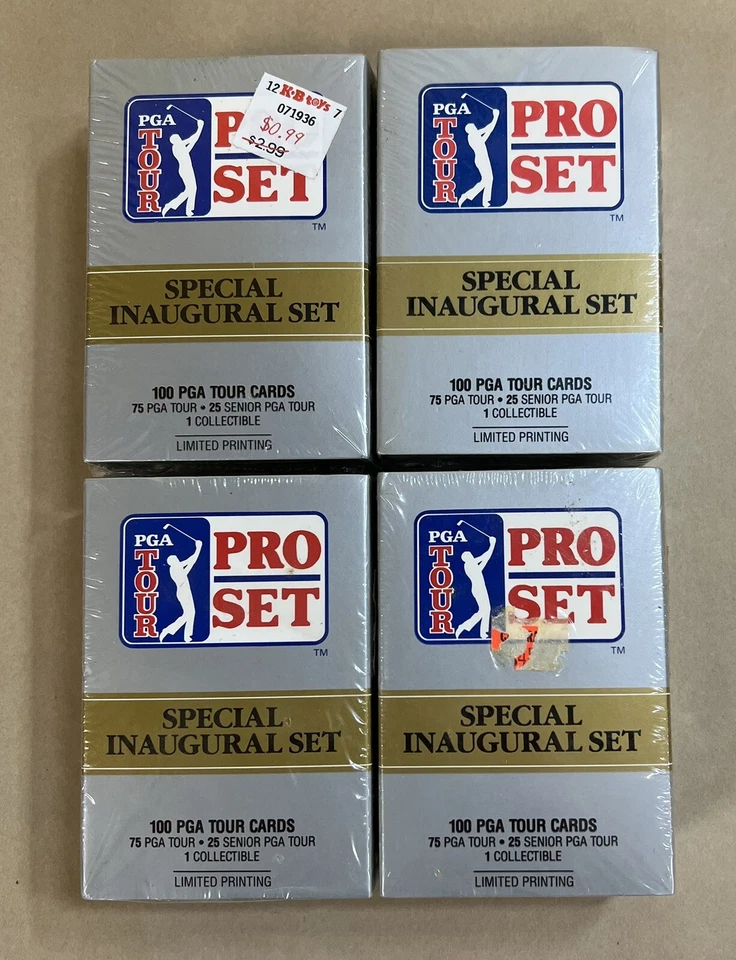 12 K·B toys 7
071936
$0.99
$2.99
PGA
TOUR
P
SET
TM
SPECIAL
INAUGURAL SET
100 PGA TOUR CARDS
75 PGA TOUR • 25 SENIOR PGA TOUR
1 COLLECTIBLE
LIMITED PRINTING
PGA
TOUR
PRO
SET
TM
SPECIAL
INAUGURAL SET
100 PGA TOUR CARDS
75 PGA TOUR • 25 SENIOR PGA TOUR
1 COLLECTIBLE
LIMITED PRINTING
PGA
TOUR
PRO
SET
TM
SPECIAL
INAUGURAL SET
100 PGA TOUR CARDS
75 PGA TOUR • 25 SENIOR PGA TOUR
1 COLLECTIBLE
LIMITED PRINTING
PGA
TOUR
PRO
SET
TM
SPECIAL
INAUGURAL SET
100 PGA TOUR CARDS
75 PGA TOUR • 25 SENIOR PGA TOUR
1 COLLECTIBLE
LIMITED PRINTING